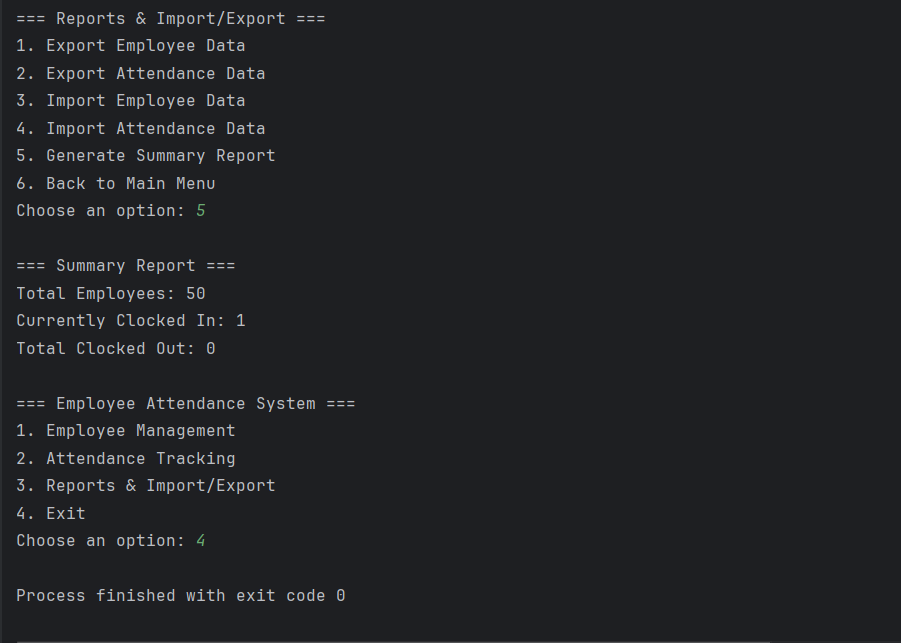 === Reports & Import/Export ===
1. Export Employee Data
2. Export Attendance Data
3. Import Employee Data
4. Import Attendance Data
5. Generate Summary Report
6. Back to Main Menu
Choose an option: 5
=== Summary Report ===
Total Employees: 50
Currently Clocked In: 1
Total Clocked Out: 0
=== Employee Attendance System ===
1. Employee Management
2. Attendance Tracking
3. Reports & Import/Export
4. Exit
Choose an option: 4
Process finished with exit code 0